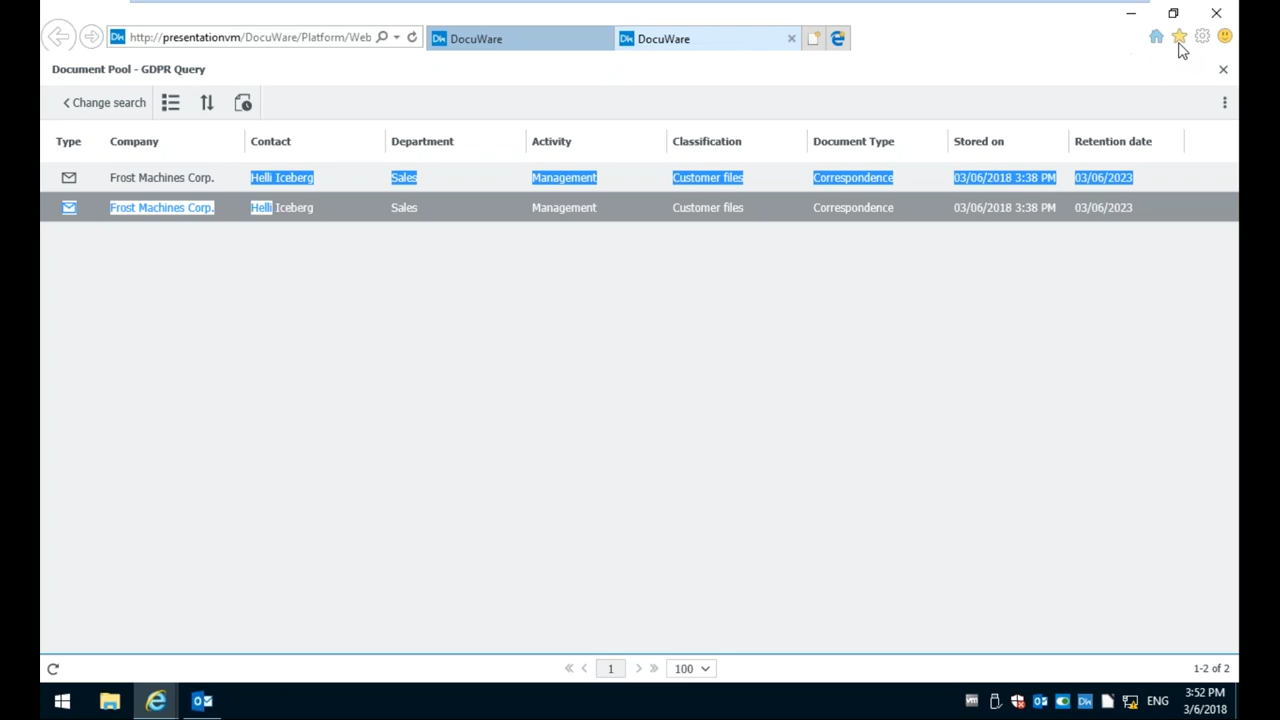 http://presentationvm/DocuWare/Platform/Web DocuWare DocuWare
Document Pool - GDPR Query
Change search
Type Company Contact Department Activity Classification Document Type Stored on Retention date
Frost Machines Corp. Helli Iceberg Sales Management Customer files Correspondence 03/06/2018 3:38 PM 03/06/2023
Frost Machines Corp. Helli Iceberg Sales Management Customer files Correspondence 03/06/2018 3:38 PM 03/06/2023
1 100 1-2 of 2
ENG 3:52 PM
3/6/2018